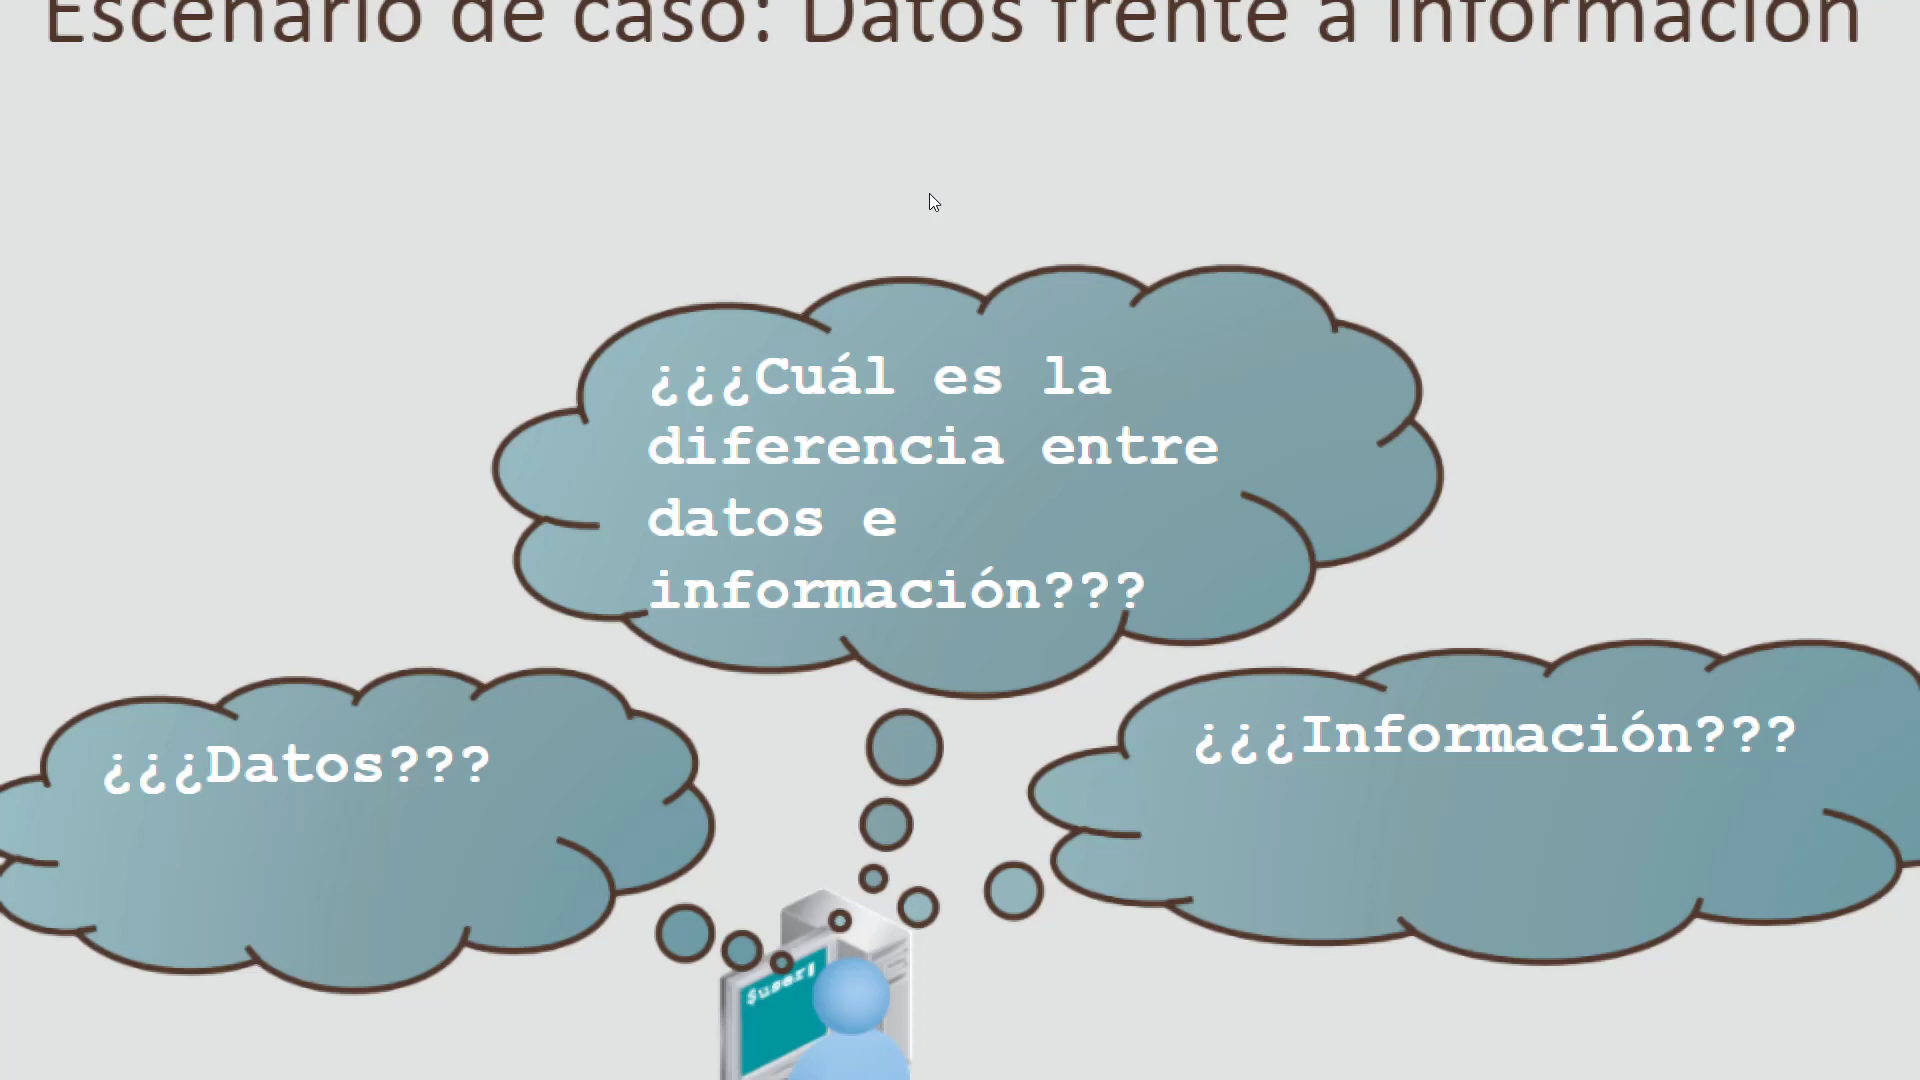 Escenario de caso: Datos frente a información
¿¿¿Cuál es la
diferencia entre
datos e
información???
¿¿¿Datos???
¿¿¿Información???